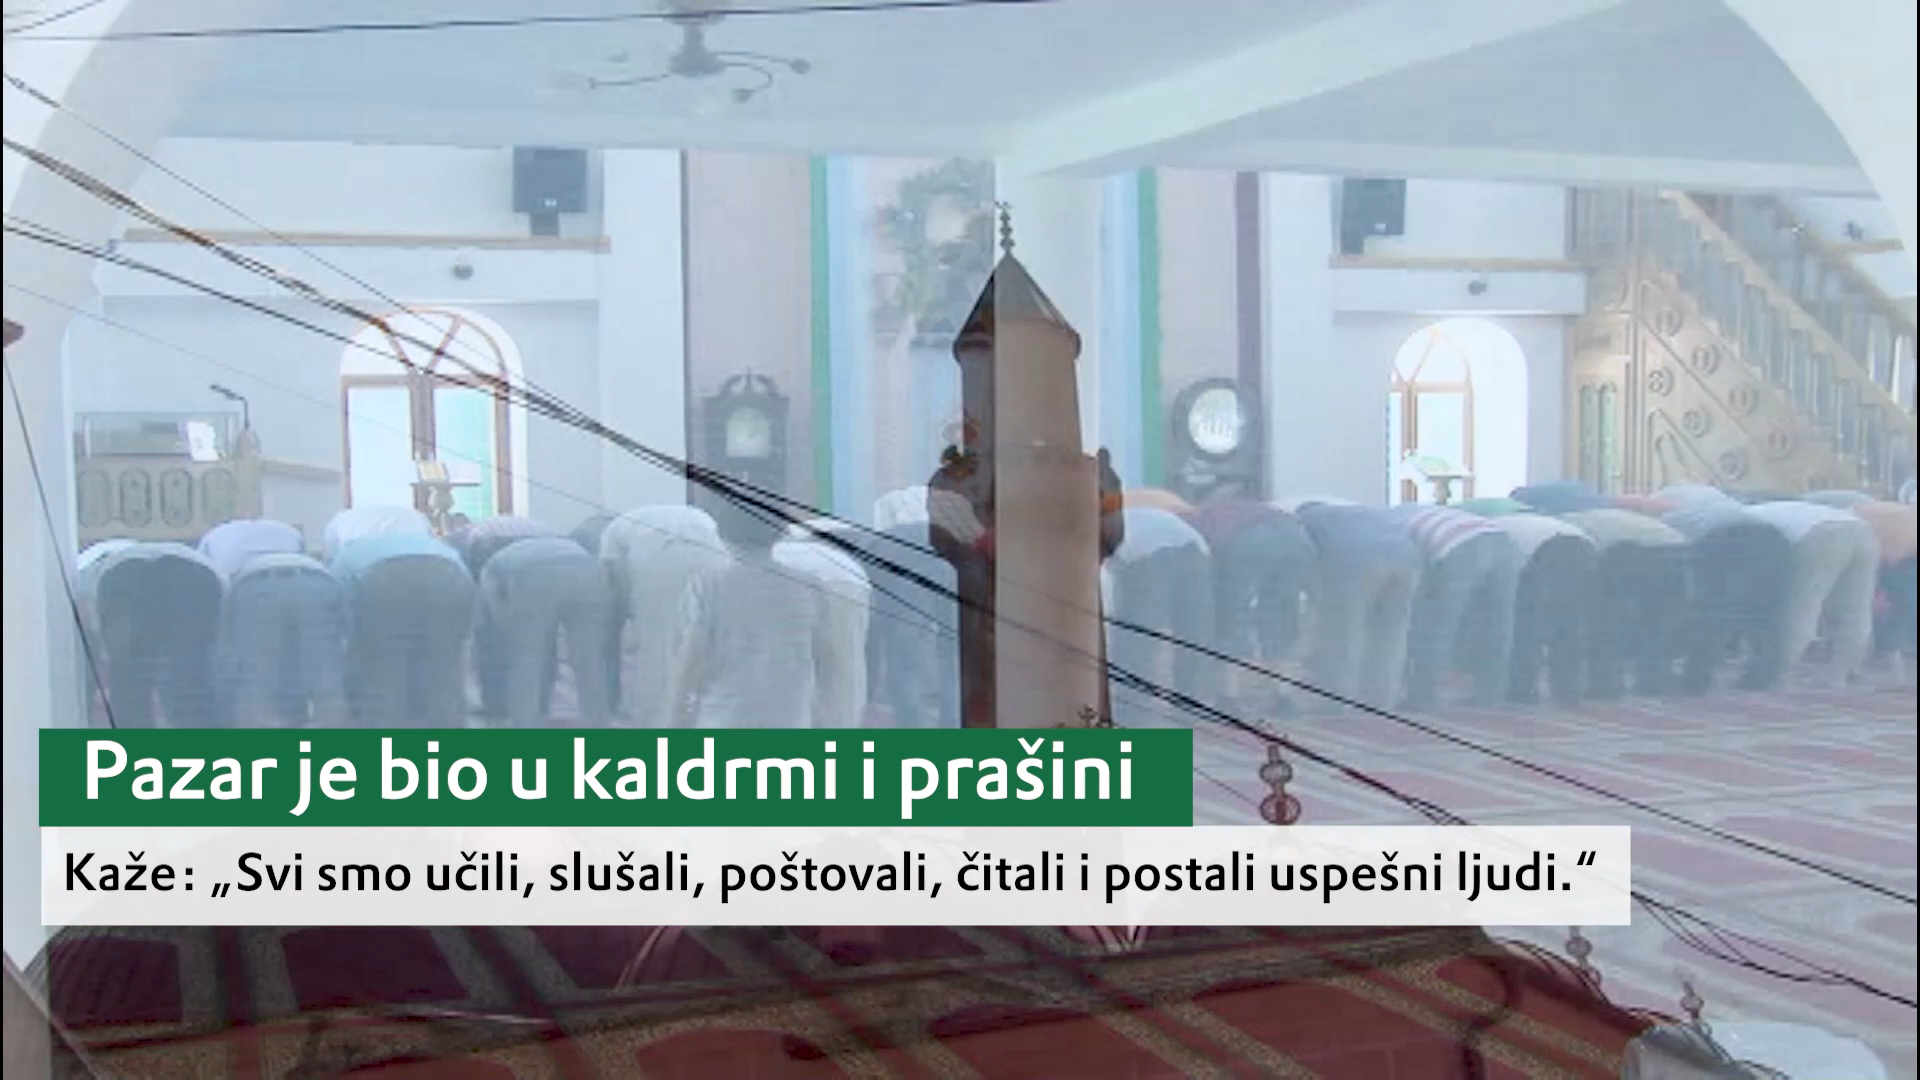 Pazar je bio u kaldrmi i prašini
Kaže: „Svi smo učili, slušali, poštovali, čitali i postali uspešni ljudi.“